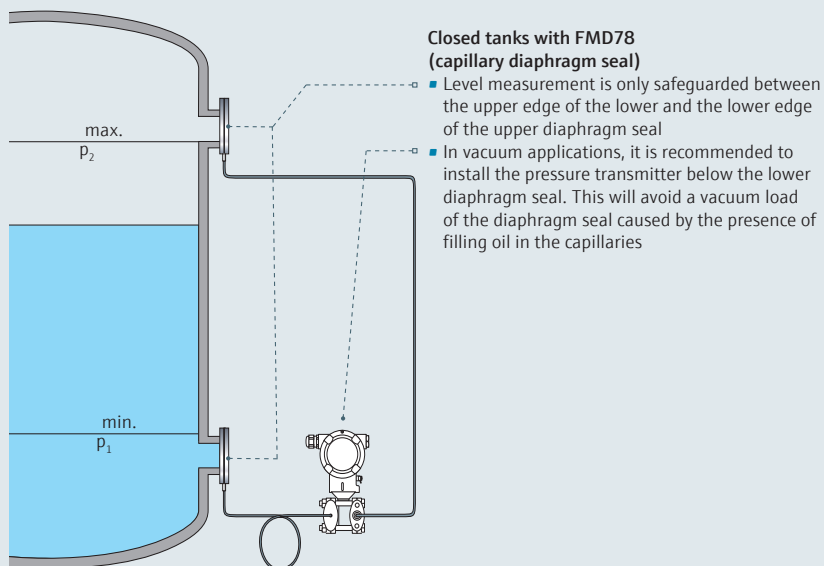 Closed tanks with FMD78
(capillary diaphragm seal)
■ Level measurement is only safeguarded between
the upper edge of the lower and the lower edge
of the upper diaphragm seal
■ In vacuum applications, it is recommended to
install the pressure transmitter below the lower
diaphragm seal. This will avoid a vacuum load
of the diaphragm seal caused by the presence of
filling oil in the capillaries
max.
p₂
min.
p₁